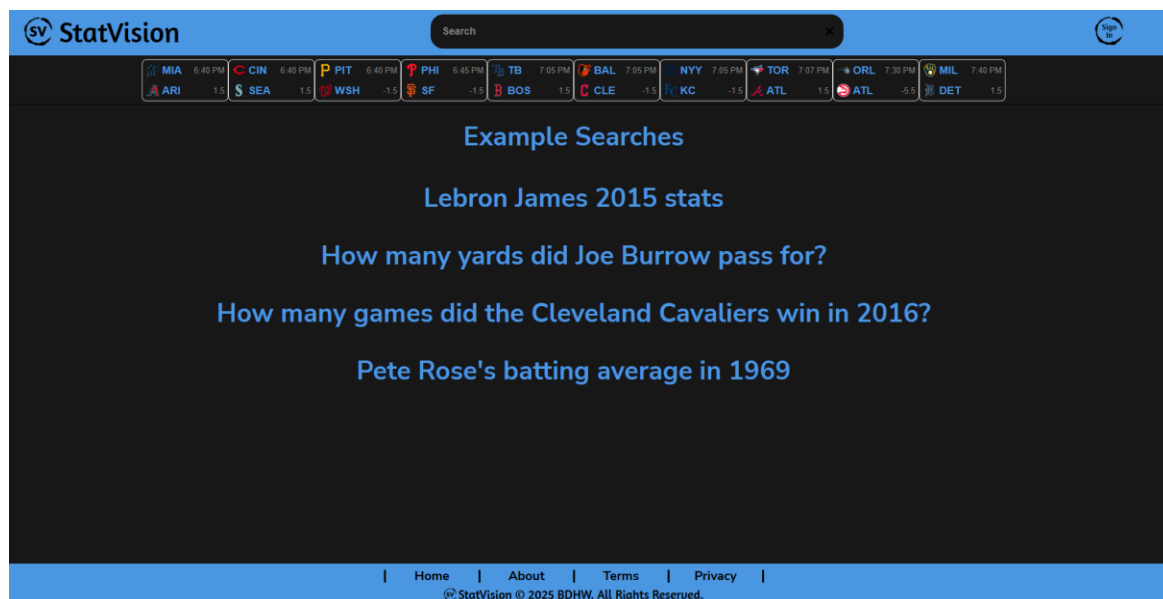 SV StatVision
Search
Sign In
MIA 6:40 PM CIN 6:40 PM PIT 6:40 PM PHI 6:45 PM TB 7:05 PM BAL 7:05 PM NYY 7:05 PM TOR 7:07 PM ORL 7:30 PM MIL 7:40 PM
ARI 1.5 SEA 1.5 WSH -1.5 SF -1.5 BOS 1.5 CLE -1.5 KC -1.5 ATL 1.5 ATL -5.5 DET 1.5
Example Searches
Lebron James 2015 stats
How many yards did Joe Burrow pass for?
How many games did the Cleveland Cavaliers win in 2016?
Pete Rose's batting average in 1969
| Home | About | Terms | Privacy |
SV StatVision © 2025 BDHW. All Rights Reserved.